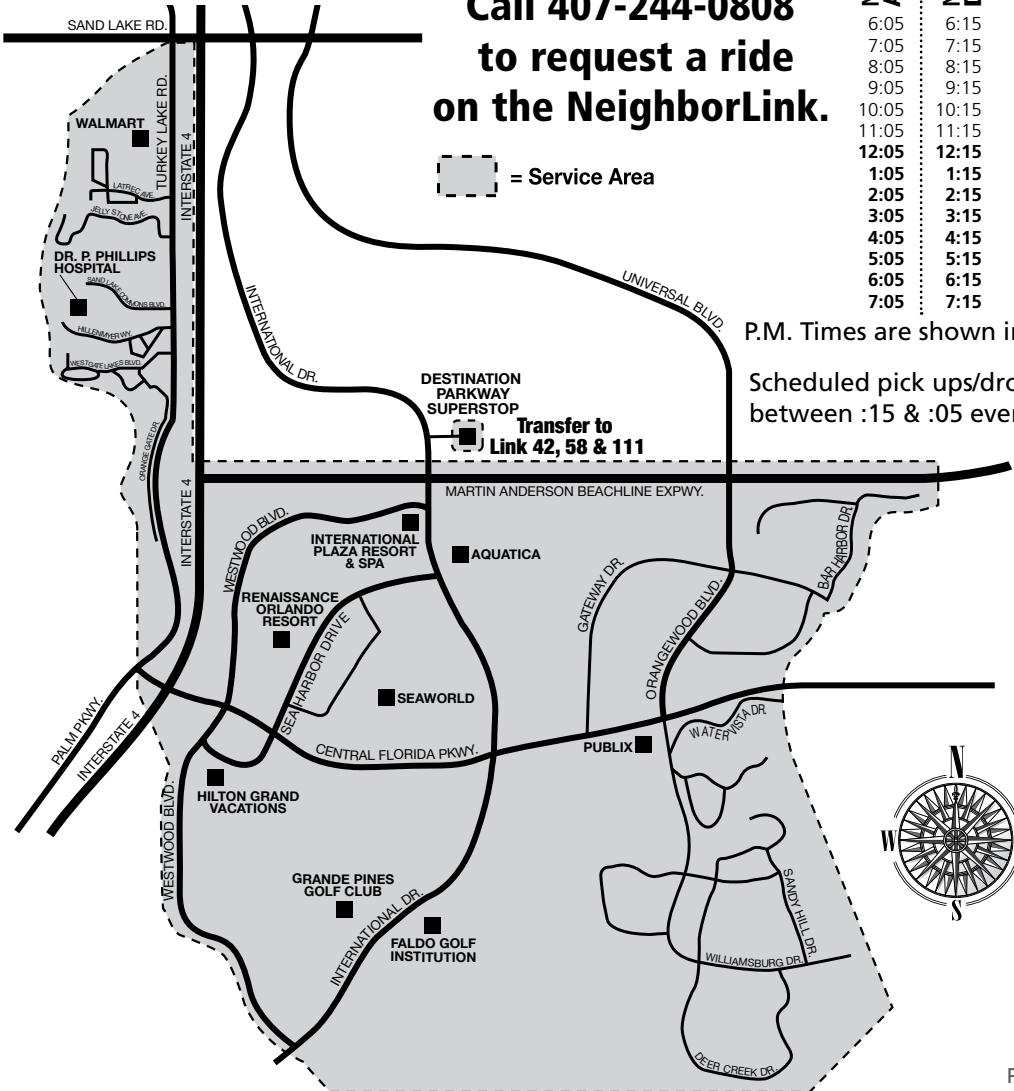 Call 407-244-0808
to request a ride
on the NeighborLink.
= Service Area
6:05 6:15
7:05 7:15
8:05 8:15
9:05 9:15
10:05 10:15
11:05 11:15
12:05 12:15
1:05 1:15
2:05 2:15
3:05 3:15
4:05 4:15
5:05 5:15
6:05 6:15
7:05 7:15
P.M. Times are shown
Scheduled pick
between :15 & :05
SAND LAKE RD.
WALMART
TURKEY LAKE RD.
INTERSTATE 4
LATREC AVE.
JELLY STONE AVE.
DR. P. PHILLIPS
HOSPITAL
SAND LAKE COMMONS BLVD.
HILLENMYER WY.
WESTGATE LAKES BLVD.
ORANGE GATE DR.
INTERSTATE 4
INTERNATIONAL DR.
UNIVERSAL BLVD.
DESTINATION
PARKWAY
SUPERSTOP
Transfer to
Link 42, 58 & 111
MARTIN ANDERSON BEACHLINE EXPWY.
WESTWOOD BLVD.
INTERNATIONAL
PLAZA RESORT
& SPA
AQUATICA
RENAISSANCE
ORLANDO
RESORT
SEA HARBOR DRIVE
SEAWORLD
GATEWAY DR.
ORANGEWOOD BLVD.
BAR HARBOR DR.
PALM PKWY.
INTERSTATE 4
CENTRAL FLORIDA PKWY.
PUBLIX
WATERVISTA DR.
HILTON GRAND
VACATIONS
WESTWOOD BLVD.
GRANDE PINES
GOLF CLUB
INTERNATIONAL DR.
FALDO GOLF
INSTITUTION
SANDY HILL DR.
WILLIAMSBURG DR.
DEER CREEK DR.
N
W
S